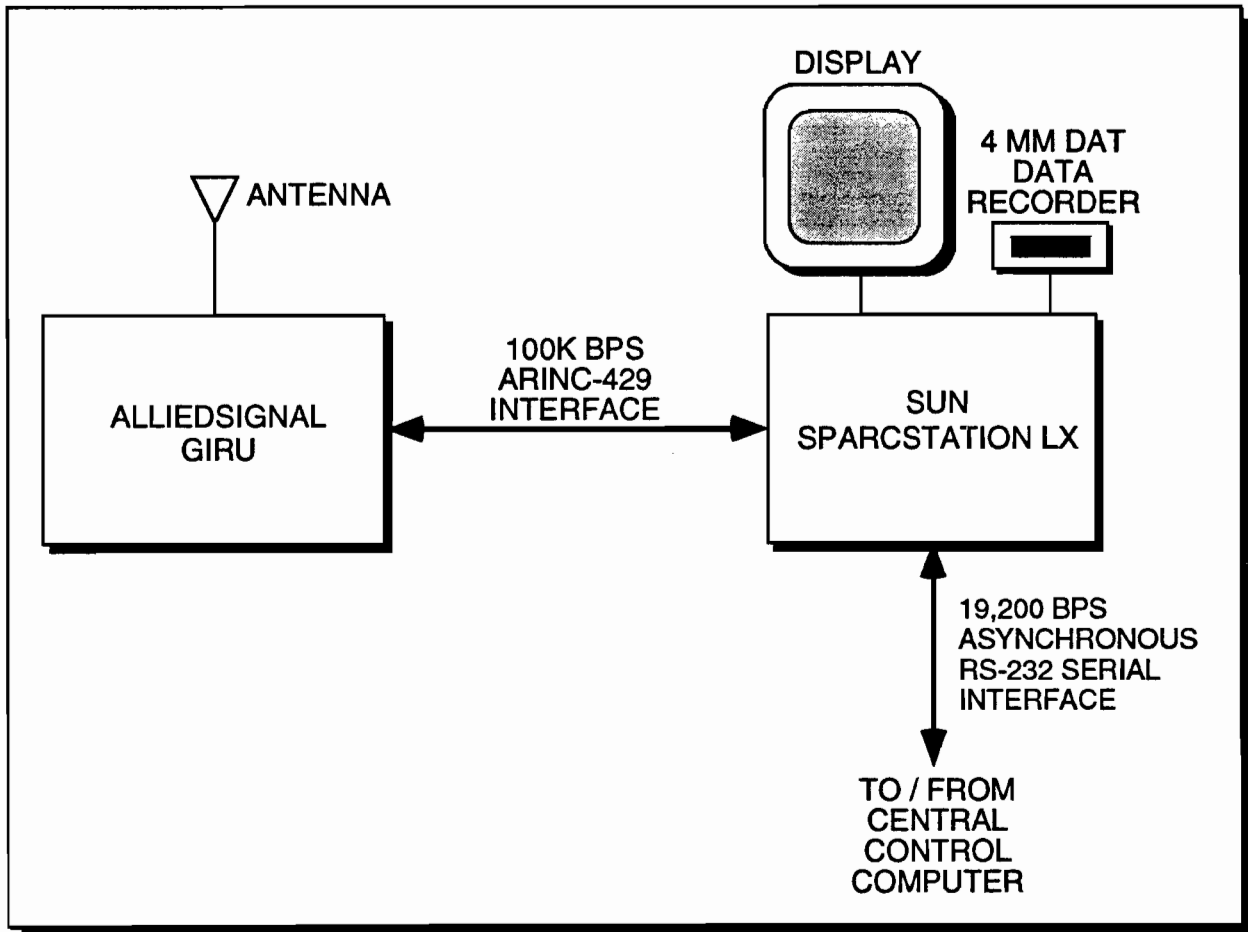 DISPLAY
4 MM DAT
DATA
RECORDER
ANTENNA
100K BPS
ARINC-429
INTERFACE
ALLIEDSIGNAL
GIRU
SUN
SPARCSTATION LX
19,200 BPS
ASYNCHRONOUS
RS-232 SERIAL
INTERFACE
TO / FROM
CENTRAL
CONTROL
COMPUTER